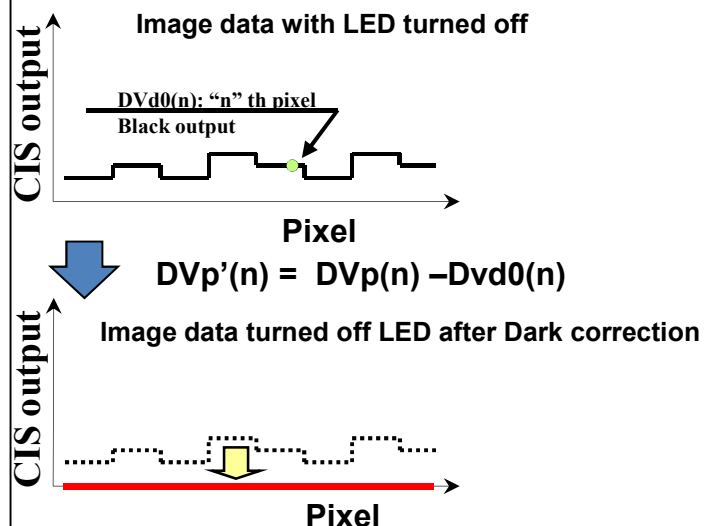 Image data with LED turned off
CIS output
DVd0(n): “n” th pixel
Black output
Pixel
DVp’(n) = DVp(n) –Dvd0(n)
Image data turned off LED after Dark correction
CIS output
Pixel